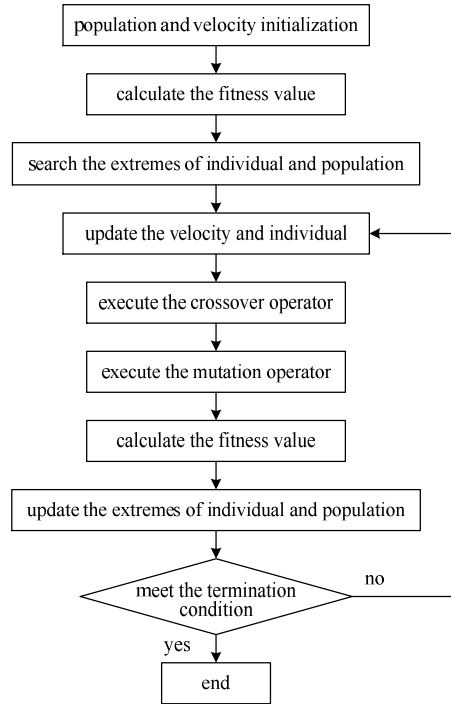 population and velocity initialization
calculate the fitness value
search the extremes of individual and population
update the velocity and individual
execute the crossover operator
execute the mutation operator
calculate the fitness value
update the extremes of individual and population
meet the termination
condition
no
yes
end